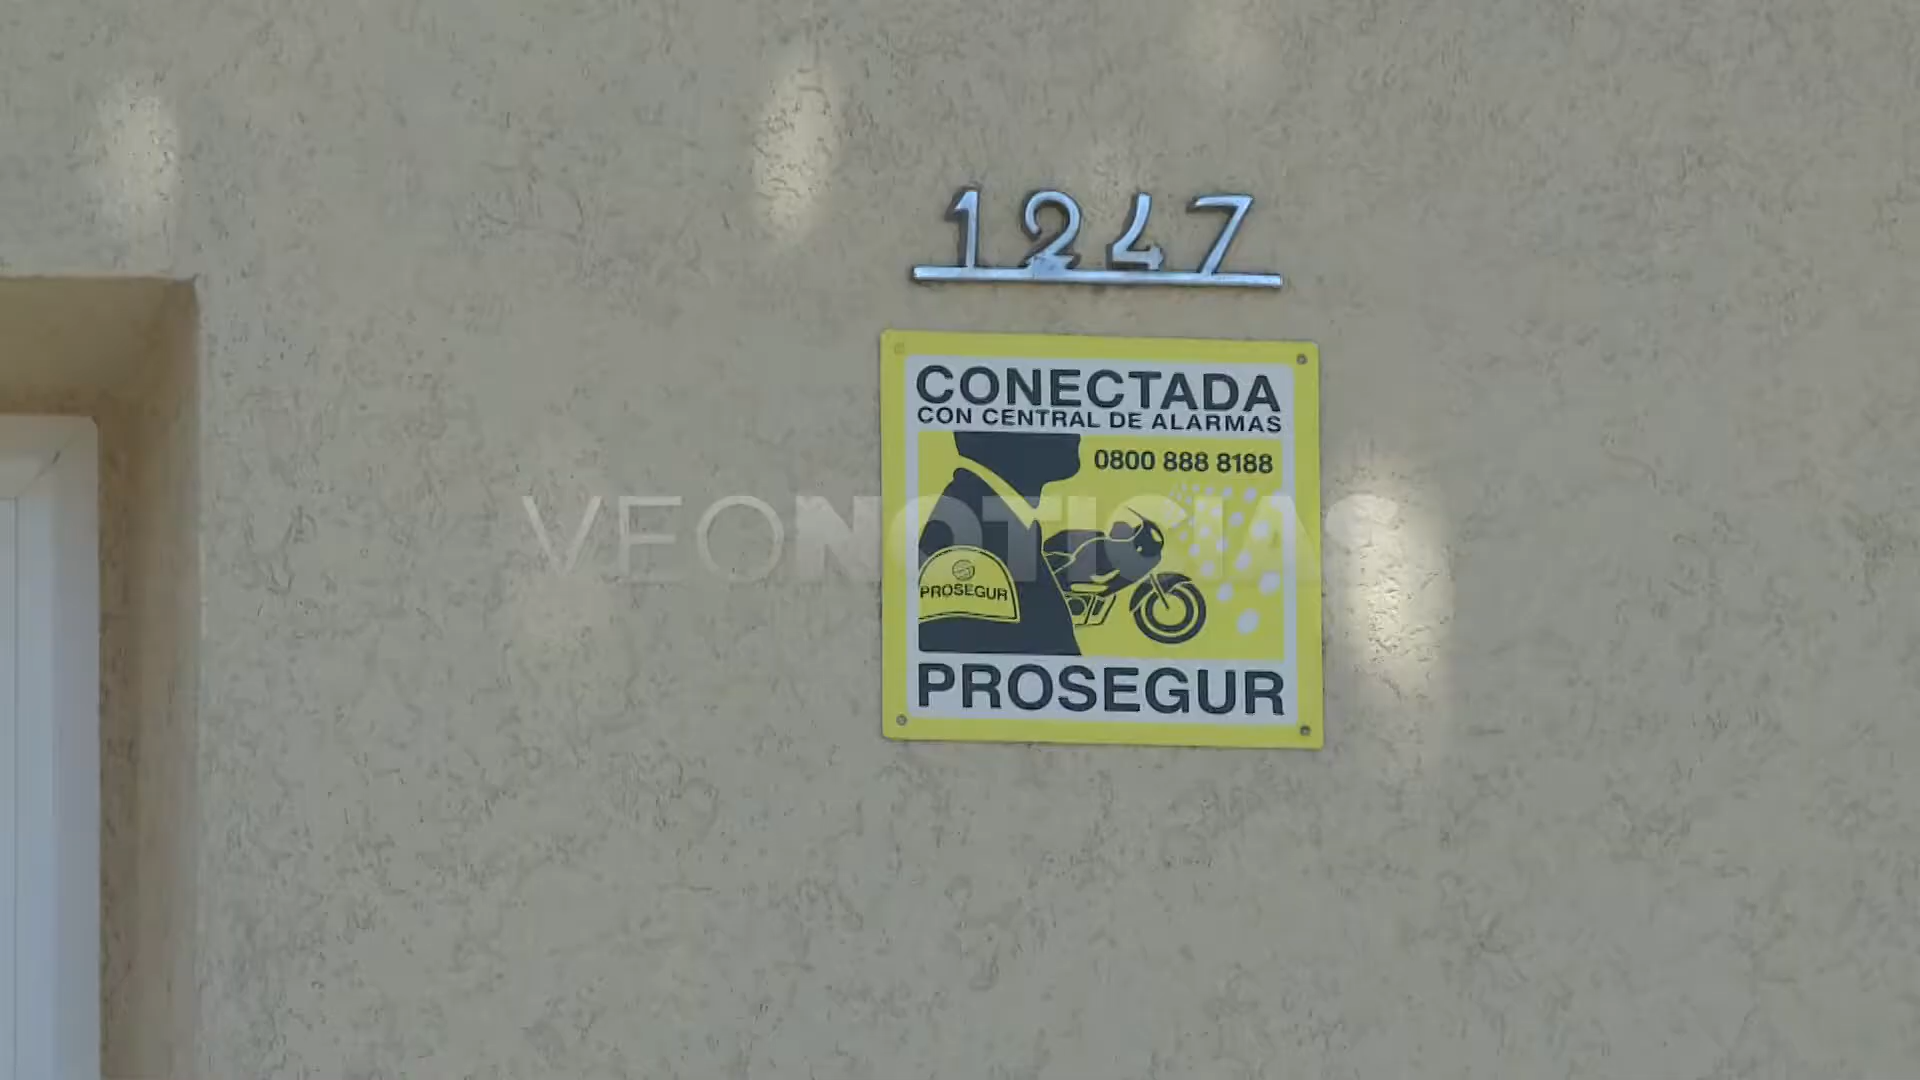 1247
CONECTADA
CON CENTRAL DE ALARMAS
0800 888 8188
VEONOTICIAS
PROSEGUR
PROSEGUR